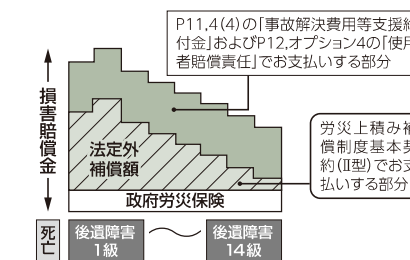 P11,4(4)の「事故解決費用等支援給
付金」およびP12,オプション4の「使用
者賠償責任」でお支払いする部分
損害賠償金
労災上積み補
償制度基本契
約(Ⅱ型)でお支
払いする部分
法定外
補償額
政府労災保険
死亡
後遺障害
1級
後遺障害
14級